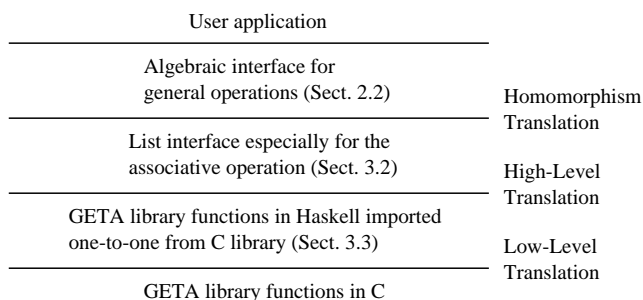 User application
Algebraic interface for
general operations (Sect. 2.2)
Homomorphism
Translation
List interface especially for the
associative operation (Sect. 3.2)
High-Level
Translation
GETA library functions in Haskell imported
one-to-one from C library (Sect. 3.3)
Low-Level
Translation
GETA library functions in C